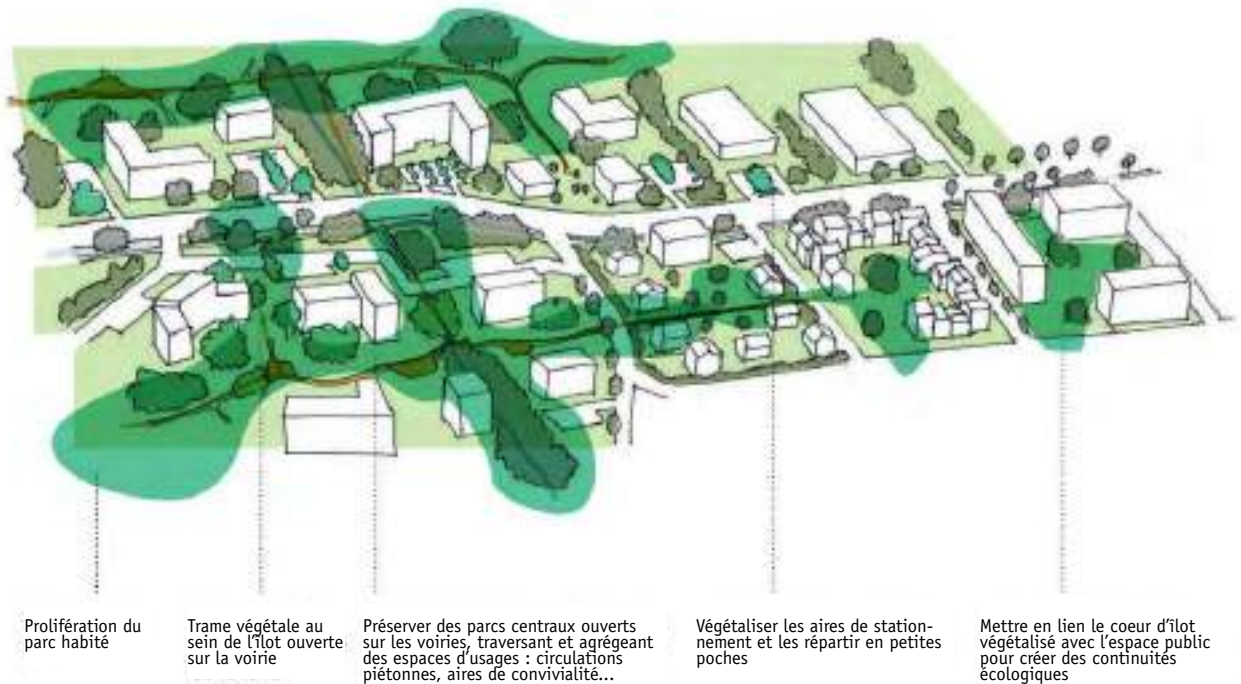 Prolifération du
parc habité
Trame végétale au
sein de l'îlot ouverte
sur la voirie
Préserver des parcs centraux ouverts
sur les voiries, traversant et agrégeant
des espaces d'usages : circulations
piétonnes, aires de convivialité...
Végétaliser les aires de station-
nement et les répartir en petites
poches
Mettre en lien le coeur d'îlot
végétalisé avec l'espace public
pour créer des continuités
écologiques